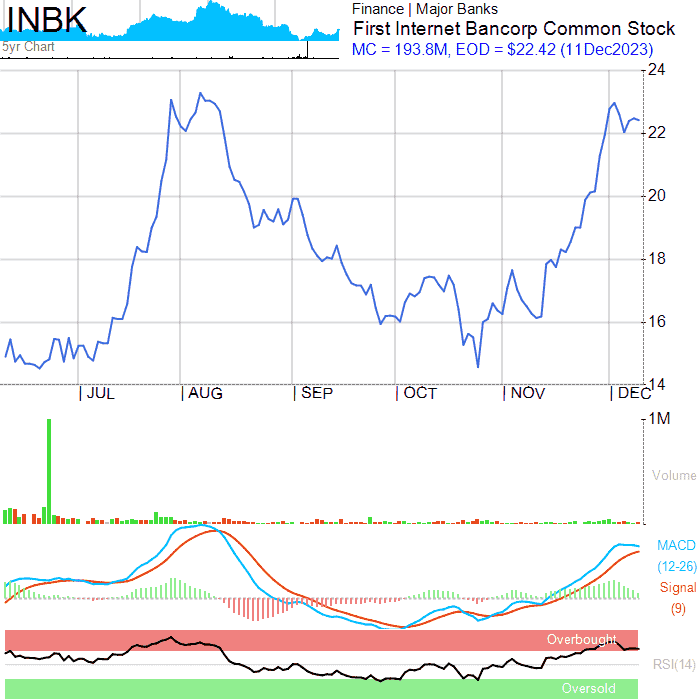 INBK
5yr Chart
Finance | Major Banks
First Internet Bancorp Common Stock
MC = 193.8M, EOD = $22.42 (11Dec2023)
24
22
20
18
16
14
JUL AUG SEP OCT NOV DEC
1M
Volume
MACD
(12-26)
Signal
(9)
Overbought
RSI(14)
Oversold